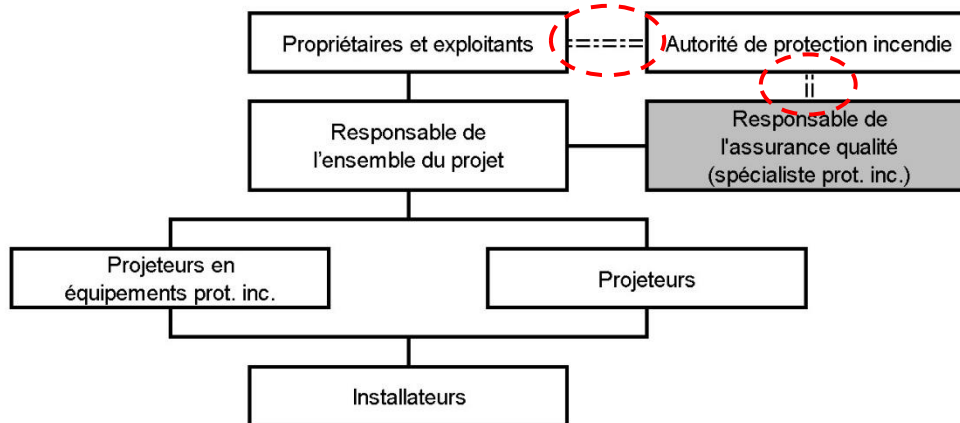 Propriétaires et exploitants
Autorité de protection incendie
Responsable de
l'ensemble du projet
Responsable de
l'assurance qualité
(spécialiste prot. inc.)
Projeteurs en
équipements prot. inc.
Projeteurs
Installateurs